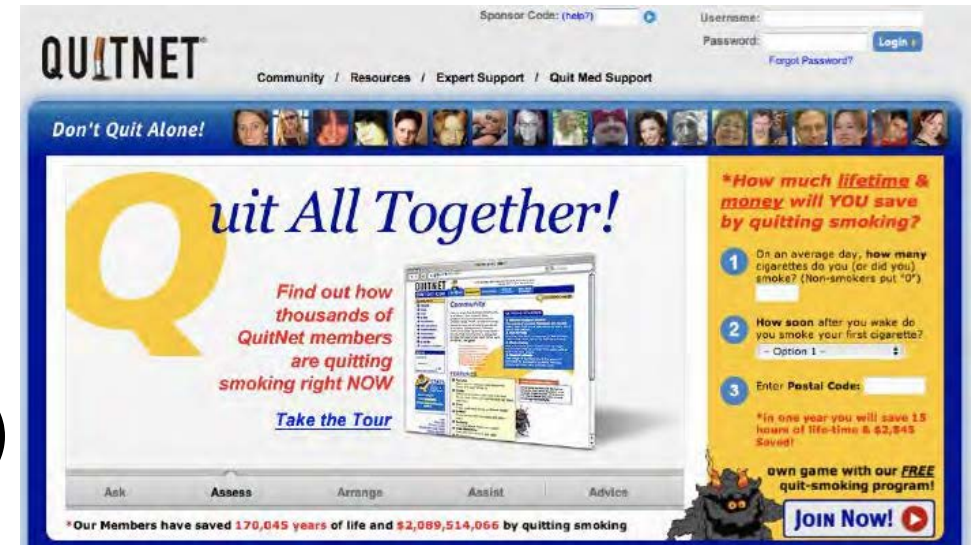 Sponsor Code: (help?)
Username:
Password:
Login
Forgot Password?
QUITNET
Community / Resources / Expert Support / Quit Med Support
Don't Quit Alone!
Quit All Together!
Find out how
thousands of
QuitNet members
are quitting
smoking right NOW
Take the Tour
QUITNET
Community
FEATURES
Ask Assess Arrange Assist Advice
*Our Members have saved 170,045 years of life and $2,089,514,066 by quitting smoking
*How much lifetime &
money will YOU save
by quitting smoking?
1 On an average day, how many
cigarettes do you (or did you)
smoke? (Non-smokers put "0")
2 How soon after you wake do
you smoke your first cigarette?
- Option 1 -
3 Enter Postal Code:
*in one year you will save 15
hours of life-time & $2,845
Saved!
own game with our FREE
quit-smoking program!
JOIN NOW!